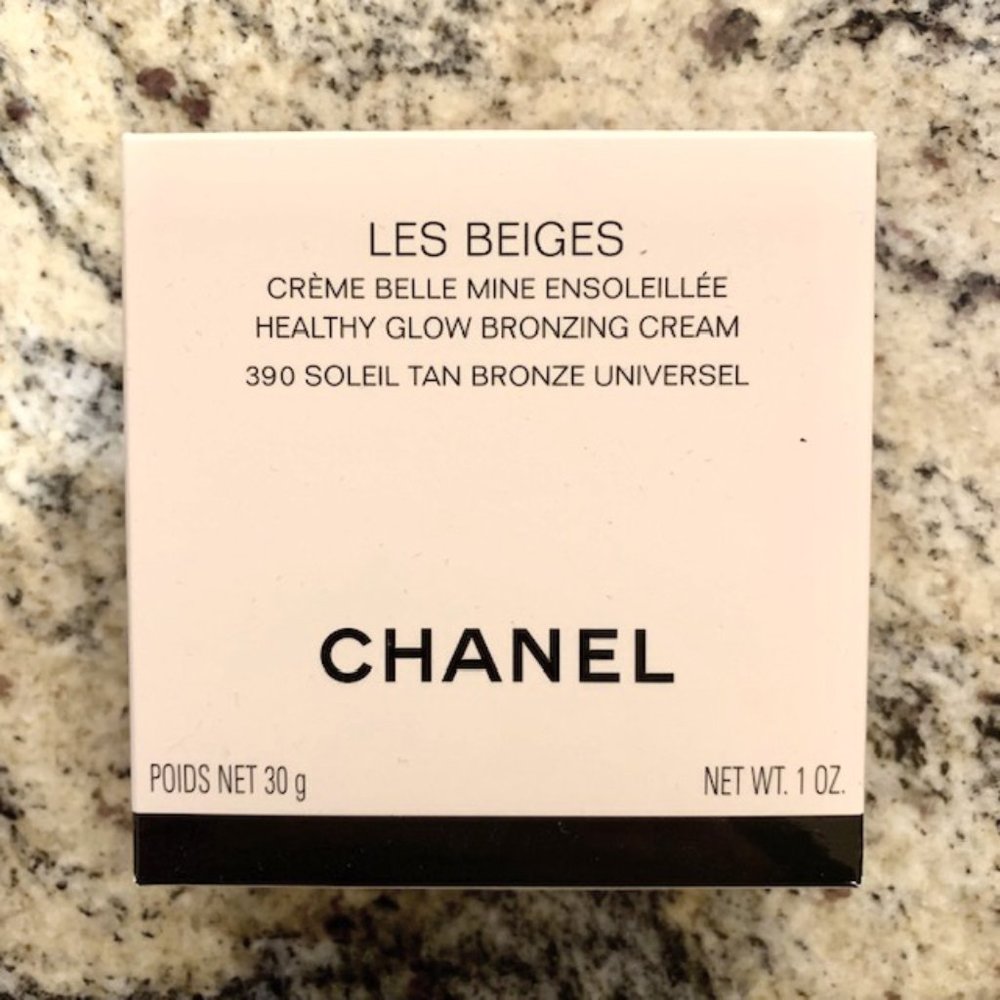 LES BEIGES
CRÈME BELLE MINE ENSOLEILLÉE
HEALTHY GLOW BRONZING CREAM
390 SOLEIL TAN BRONZE UNIVERSEL
CHANEL
POIDS NET 30 g
NET WT. 1 OZ.